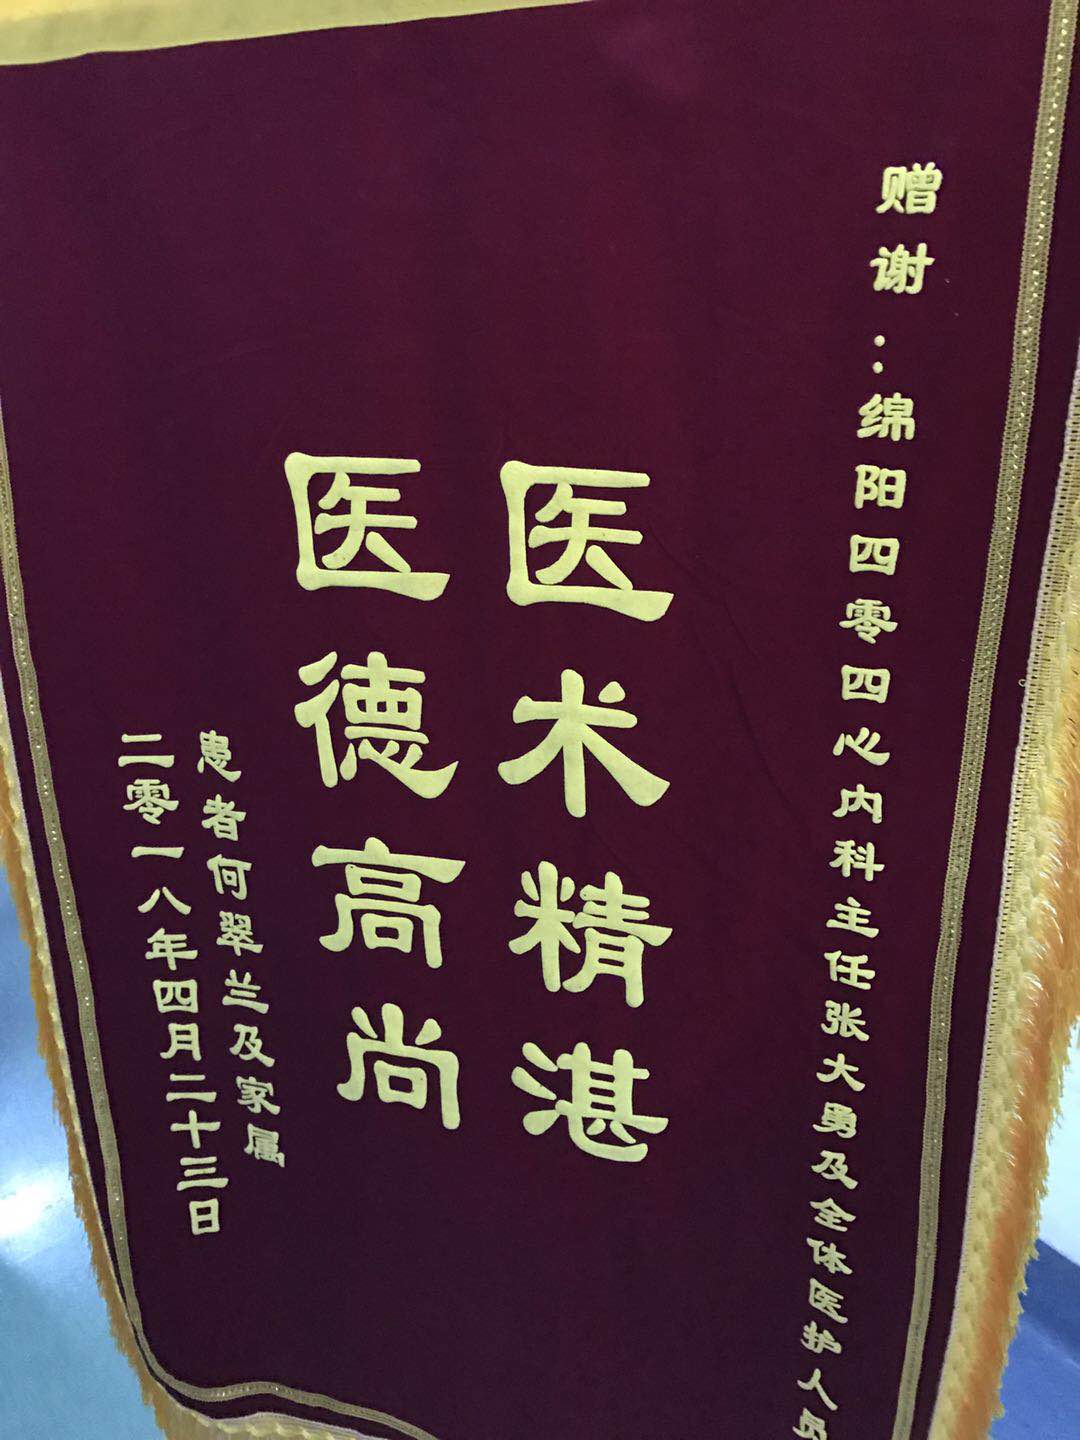 赠谢：绵阳四零四心内科主任张大勇及全体医护人员
医术精湛
医德高尚
患者何翠兰及家属
二零一八年四月二十三日